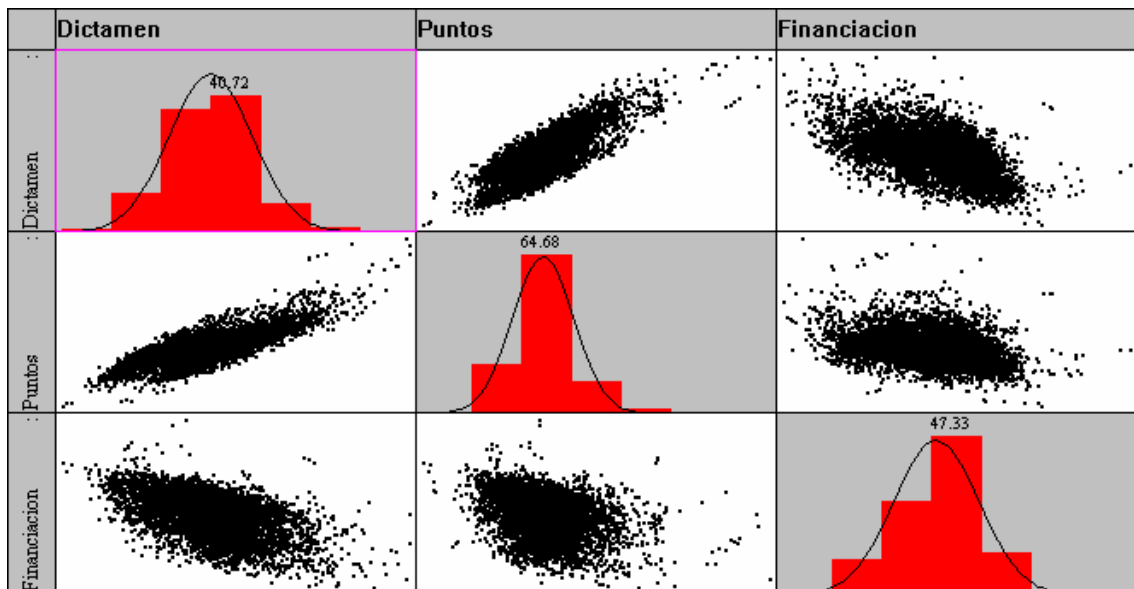 Dictamen Puntos Financiacion
Dictamen
40.72
Puntos
64.68
Financiacion
47.33